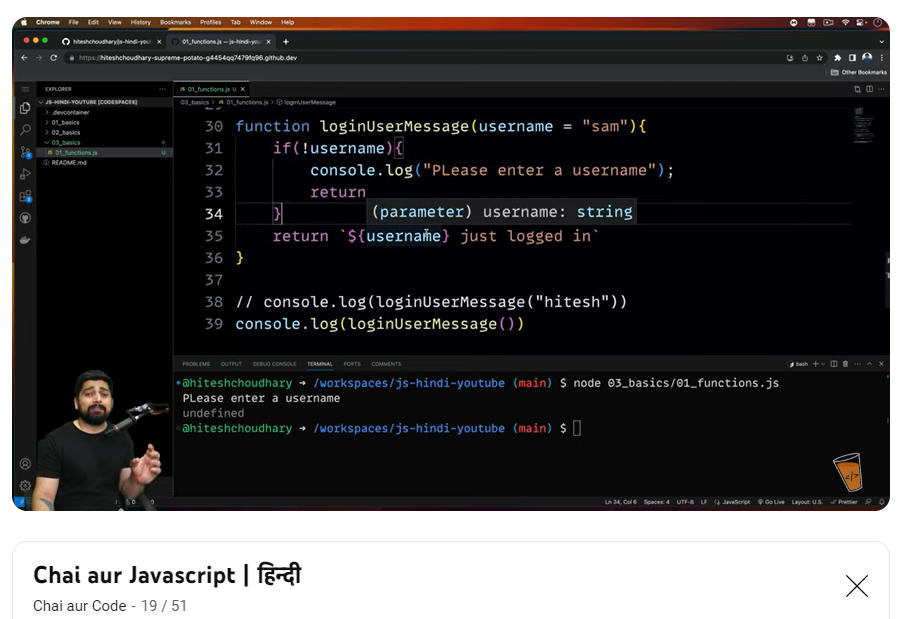 Chrome File Edit View History Bookmarks Profiles Tab Window Help
hiteshchoudhary/js-hindi-you 01_functions.js — js-hindi-yo
https://hiteshchoudhary-supreme-potato-g4454qq7479fq96.github.dev
Other Bookmarks
EXPLORER
01_functions.js U
JS-HINDI-YOUTUBE [CODESPACES]
03_basics > JS 01_functions.js > loginUserMessage
.devcontainer
01_basics
02_basics
03_basics
JS 01_functions.js U
README.md
30 function loginUserMessage(username = "sam"){
31 if(!username){
32 console.log("PLease enter a username");
33 return
34 }
(parameter) username: string
35 return `${username} just logged in`
36 }
37
38 // console.log(loginUserMessage("hitesh"))
39 console.log(loginUserMessage())
PROBLEMS OUTPUT DEBUG CONSOLE TERMINAL PORTS COMMENTS
bash
@hiteshchoudhary ➜ /workspaces/js-hindi-youtube (main) $ node 03_basics/01_functions.js
PLease enter a username
undefined
@hiteshchoudhary ➜ /workspaces/js-hindi-youtube (main) $
</>
Ln 34, Col 6 Spaces: 4 UTF-8 LF JavaScript Go Live Layout: U.S. Prettier
Chai aur Javascript | हिन्दी
Chai aur Code - 19 / 51